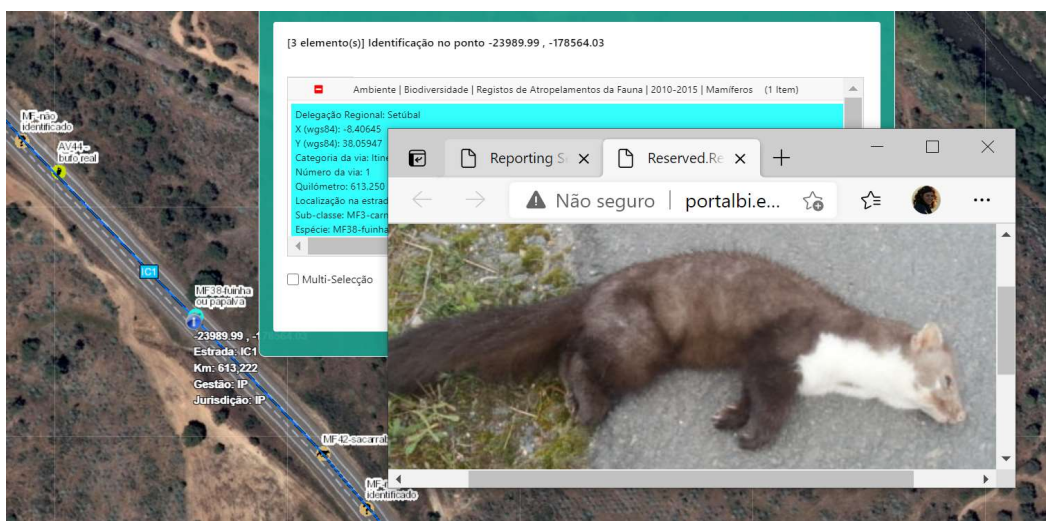 [3 elemento(s)] Identificação no ponto -23989.99 , -178564.03
Ambiente | Biodiversidade | Registos de Atropelamentos da Fauna | 2010-2015 | Mamíferos (1 Item)
Delegação Regional: Setúbal
X (wgs84): -8.40645
Y (wgs84): 38.05947
Categoria da via: Itine
Número da via: 1
Quilómetro: 613.250
Localização na estrad
Sub-classe: MF3-carn
Espécie: MF38-fuinha
Multi-Selecção
Reporting S
Reserved.Re
Não seguro | portalbi.e...
MF-não
identificado
AV44-
bufo real
IC1
MF38-fuinha
ou papalva
-23989.99 , -178564.03
Estrada: IC1
Km: 613,222
Gestão: IP
Jurisdição: IP
MF42-sacarrab
MF-
identificado